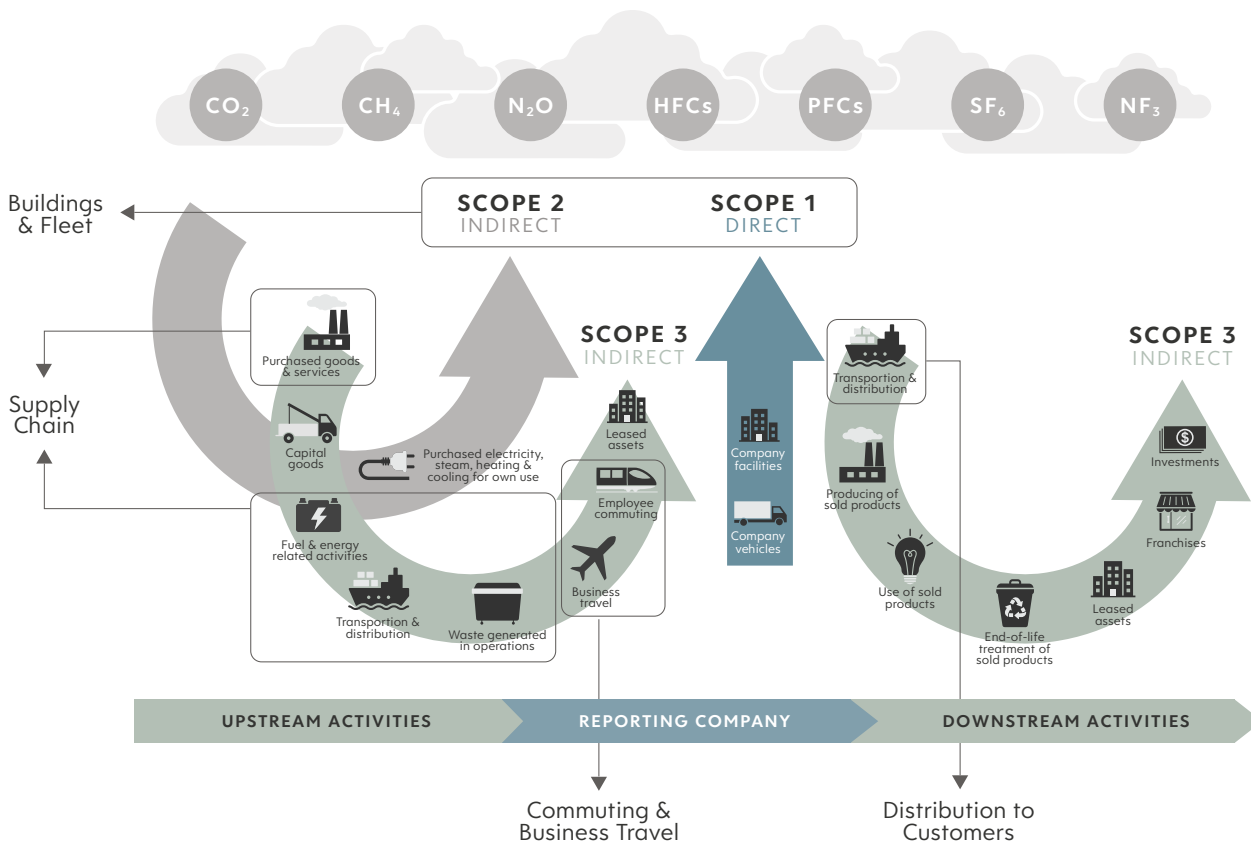 CO₂
CH₄
N₂O
HFCs
PFCs
SF₆
NF₃
Buildings
& Fleet
SCOPE 2
INDIRECT
SCOPE 1
DIRECT
Purchased goods
& services
Supply
Chain
Capital
goods
Purchased electricity,
steam, heating &
cooling for own use
Fuel & energy
related activities
Transportion &
distribution
Waste generated
in operations
Business
travel
Employee
commuting
Leased
assets
SCOPE 3
INDIRECT
Company
facilities
Company
vehicles
Transportion &
distribution
Producing of
sold products
Use of sold
products
End-of-life
treatment of
sold products
Leased
assets
Franchises
Investments
SCOPE 3
INDIRECT
UPSTREAM ACTIVITIES
REPORTING COMPANY
DOWNSTREAM ACTIVITIES
Commuting &
Business Travel
Distribution to
Customers